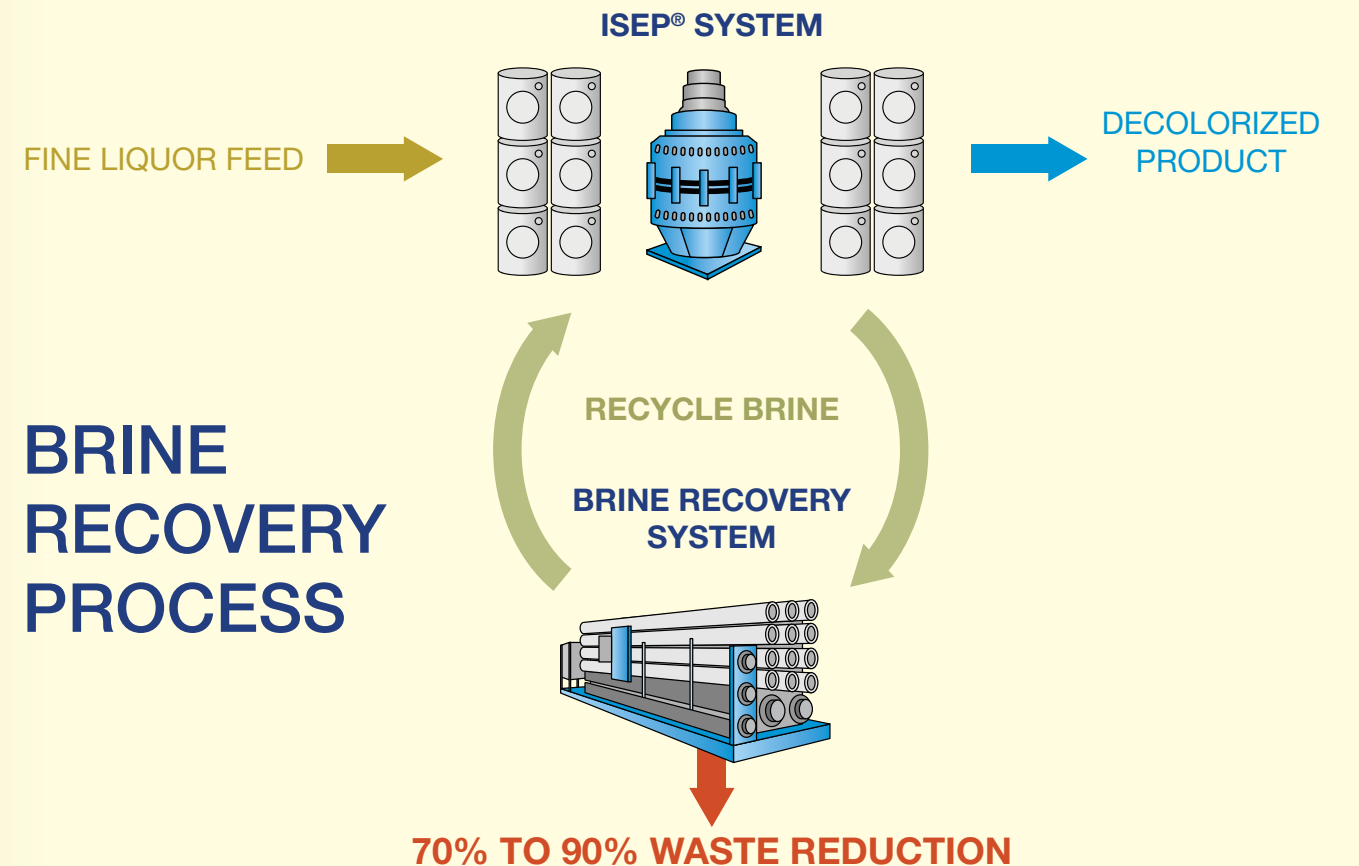 ISEP® SYSTEM
FINE LIQUOR FEED
DECOLORIZED
PRODUCT
RECYCLE BRINE
BRINE RECOVERY
SYSTEM
BRINE
RECOVERY
PROCESS
70% TO 90% WASTE REDUCTION